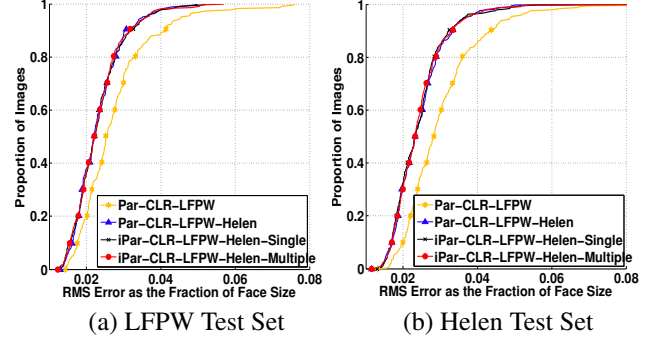 1
0.8
0.6
0.4
0.2
0
Proportion of Images
Par-CLR-LFPW
Par-CLR-LFPW-Helen
iPar-CLR-LFPW-Helen-Single
iPar-CLR-LFPW-Helen-Multiple
0.02 0.04 0.06 0.08
RMS Error as the Fraction of Face Size
(a) LFPW Test Set
1
0.8
0.6
0.4
0.2
0
Proportion of Images
Par-CLR-LFPW
Par-CLR-LFPW-Helen
iPar-CLR-LFPW-Helen-Single
iPar-CLR-LFPW-Helen-Multiple
0.02 0.04 0.06 0.08
RMS Error as the Fraction of Face Size
(b) Helen Test Set